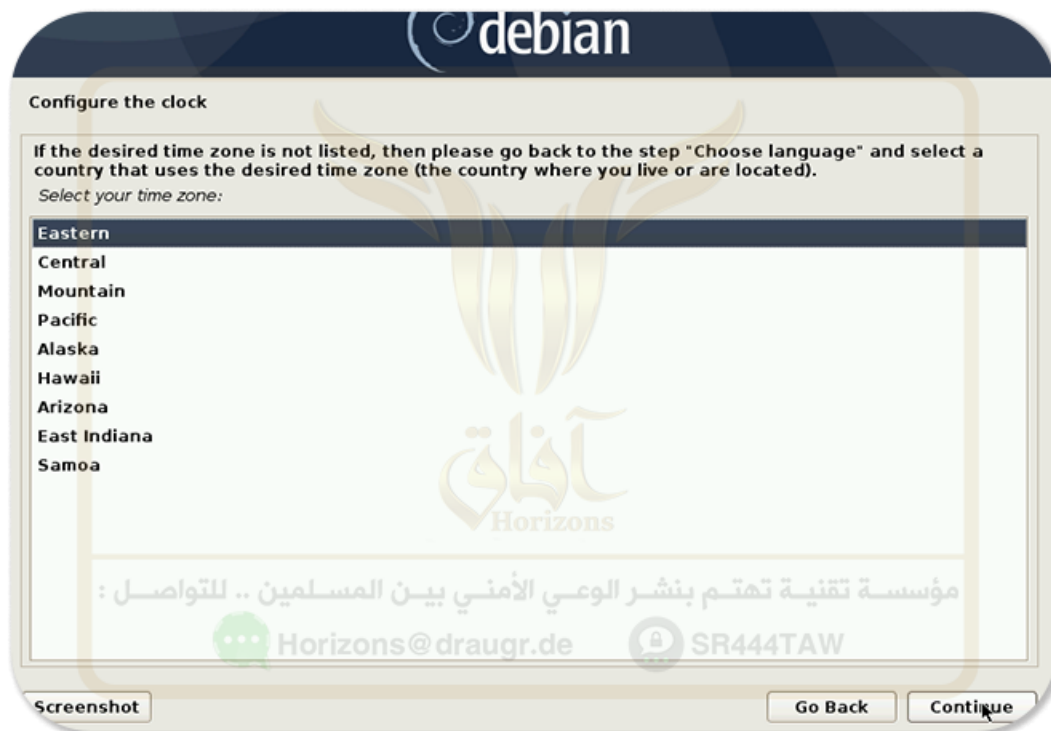 debian
Configure the clock
If the desired time zone is not listed, then please go back to the step "Choose language" and select a
country that uses the desired time zone (the country where you live or are located).
Select your time zone:
Eastern
Central
Mountain
Pacific
Alaska
Hawaii
Arizona
East Indiana
Samoa
آفاق
Horizons
مؤسسة تقنية تهتم بنشر الوعي الأمني بين المسلمين .. للتواصل :
Horizons@draugr.de SR444TAW
Screenshot Go Back Continue